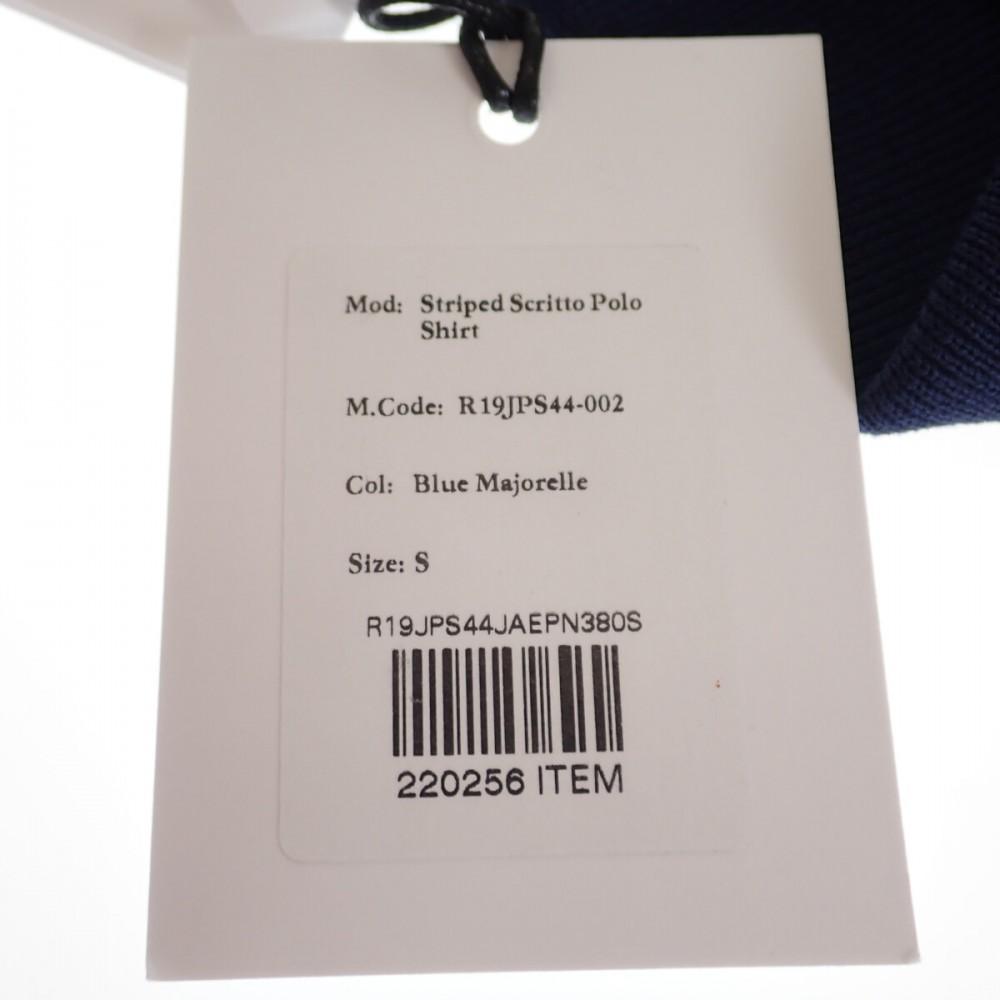 Mod: Striped Scritto Polo
Shirt
M.Code: R19JPS44-002
Col: Blue Majorelle
Size: S
R19JPS44JAEPN380S
220256 ITEM